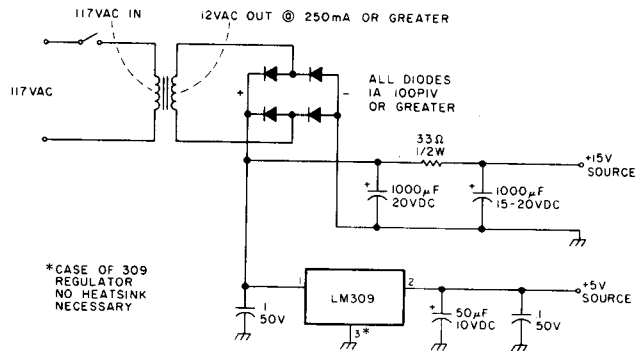 117VAC IN
12VAC OUT @ 250mA OR GREATER
117VAC
+
-
ALL DIODES
1A 100PIV
OR GREATER
33Ω
1/2W
+15V
SOURCE
+
1000µF
20VDC
+
1000µF
15-20VDC
*CASE OF 309
REGULATOR
NO HEATSINK
NECESSARY
1
LM309
2
3*
.1
50V
+
50µF
10VDC
.1
50V
+5V
SOURCE